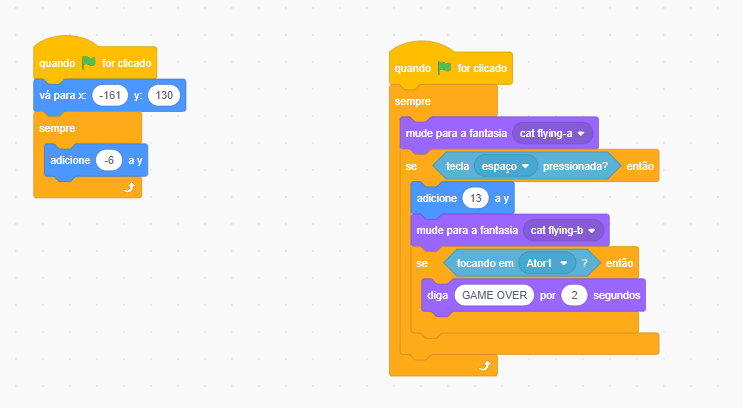 quando for clicado
vá para x: -161 y: 130
sempre
adicione -6 a y
quando for clicado
sempre
mude para a fantasia cat flying-a
se tecla espaço pressionada? então
adicione 13 a y
mude para a fantasia cat flying-b
se tocando em Ator1 ? então
diga GAME OVER por 2 segundos